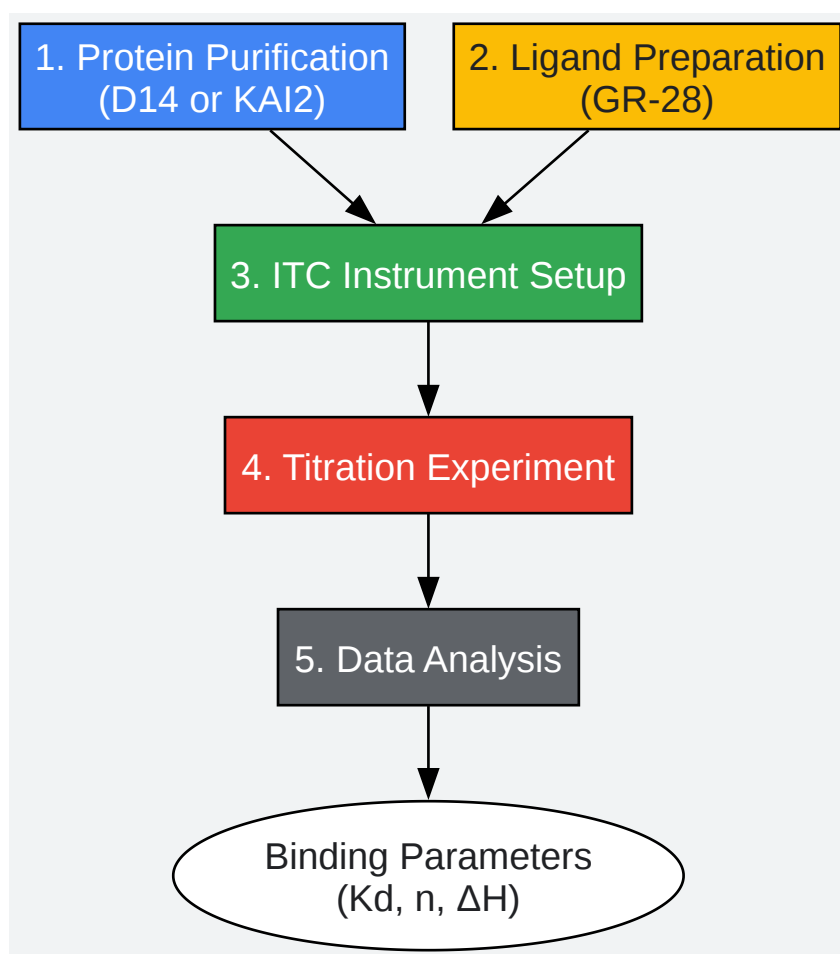 1. Protein Purification
(D14 or KAI2)
2. Ligand Preparation
(GR-28)
3. ITC Instrument Setup
4. Titration Experiment
5. Data Analysis
Binding Parameters
(Kd, n, ΔH)